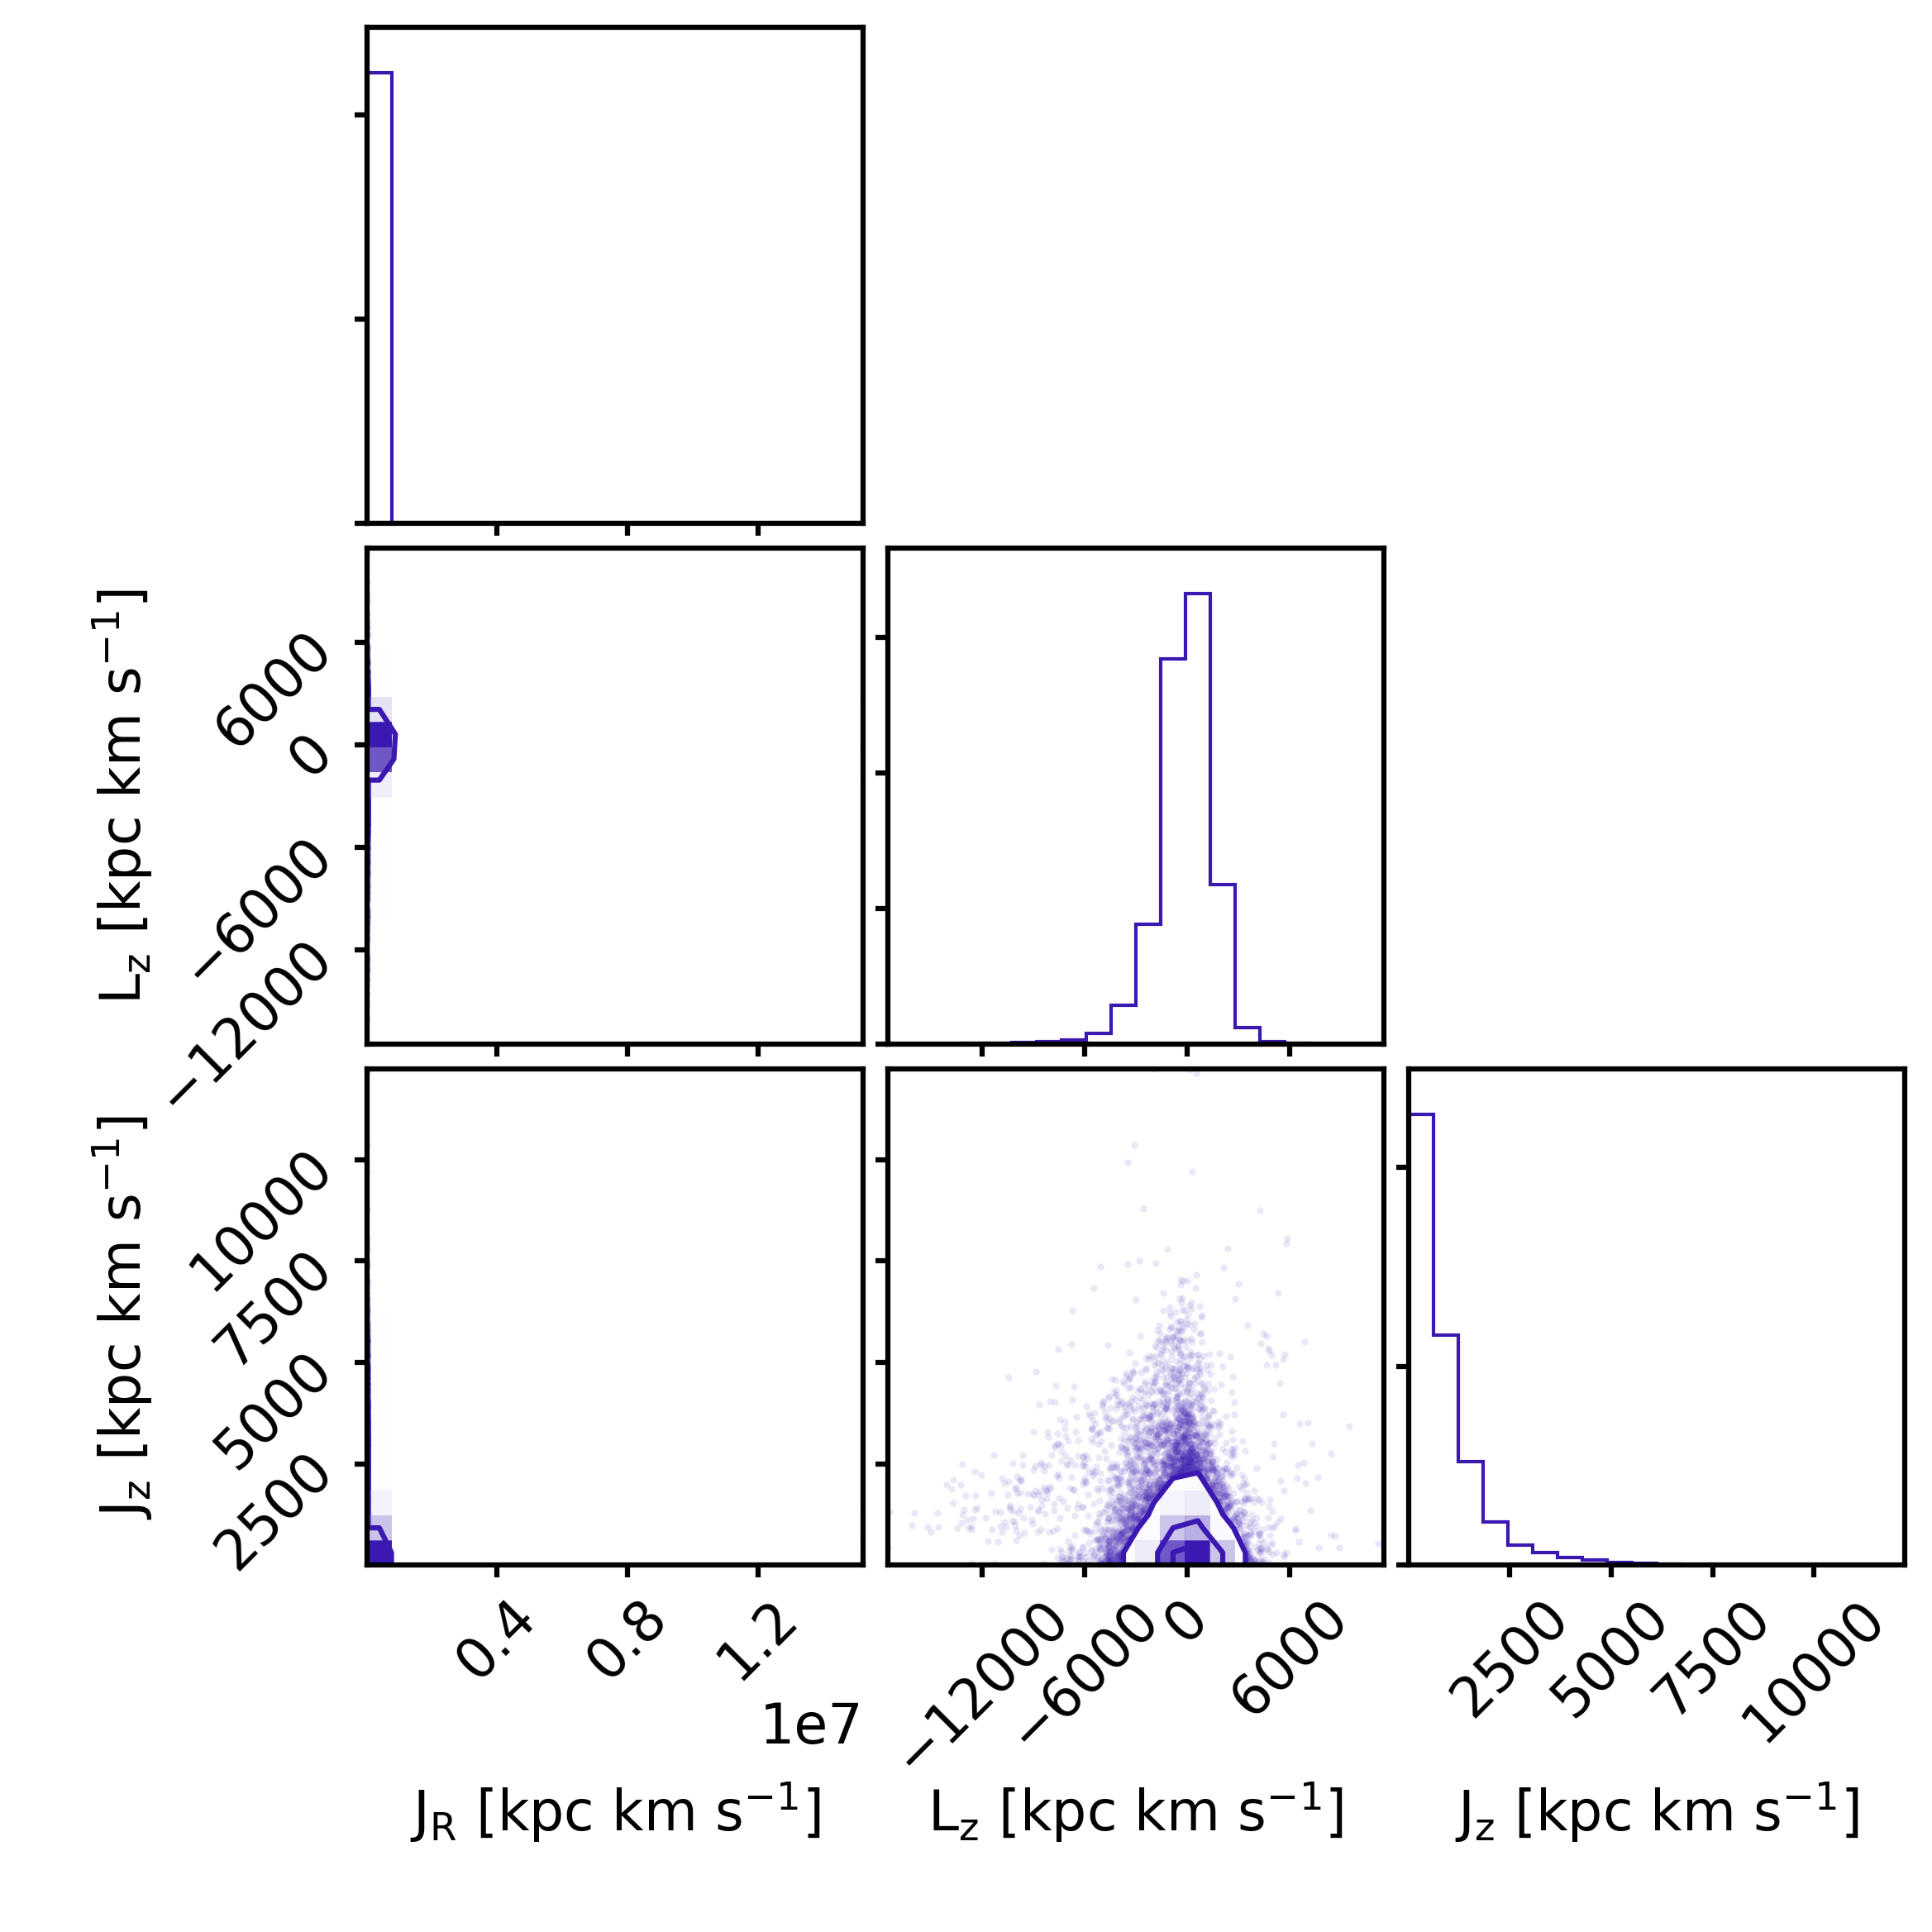 L_z [kpc km s^−1]
6000
0
−6000
−12000
J_z [kpc km s^−1]
10000
7500
5000
2500
0.4 0.8 1.2
1e7
J_R [kpc km s^−1]
−12000 −6000 0 6000
L_z [kpc km s^−1]
2500 5000 7500 10000
J_z [kpc km s^−1]